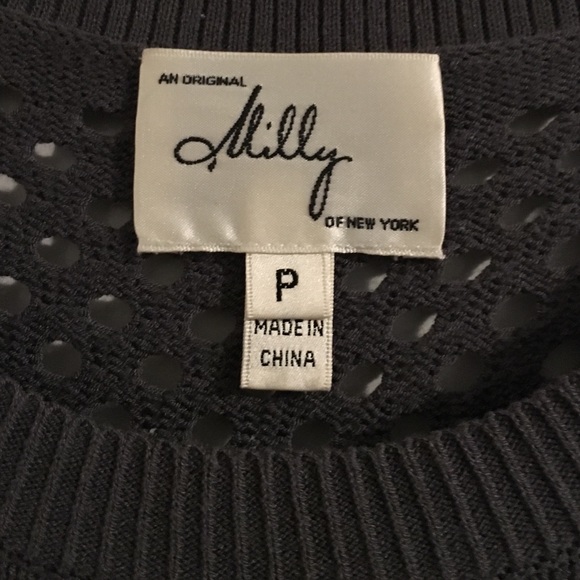 AN ORIGINAL
Milly
OF NEW YORK
P
MADE IN
CHINA